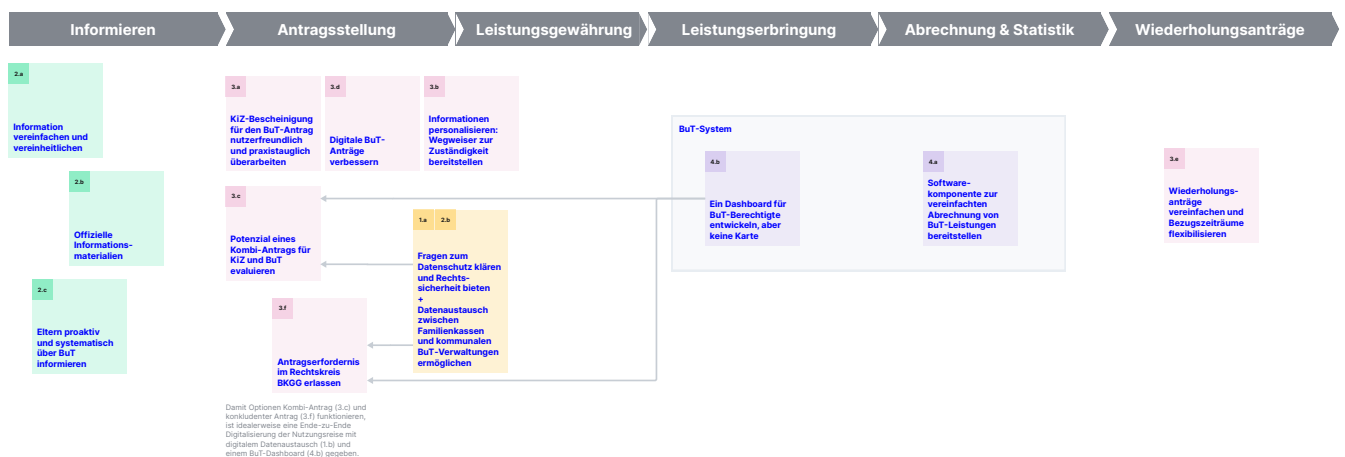 Informieren
Antragsstellung
Leistungsgewährung
Leistungserbringung
Abrechnung & Statistik
Wiederholungsanträge
2.a
Information
vereinfachen und
vereinheitlichen
2.b
Offizielle
Informations-
materialien
2.c
Eltern proaktiv
und systematisch
über BuT
informieren
3.a
KiZ-Bescheinigung
für den BuT-Antrag
nutzerfreundlich
und praxistauglich
überarbeiten
3.d
Digitale BuT-
Anträge
verbessern
3.b
Informationen
personalisieren:
Wegweiser zur
Zuständigkeit
bereitstellen
3.c
Potenzial eines
Kombi-Antrags für
KiZ und BuT
evaluieren
1.a
2.b
Fragen zum
Datenschutz klären
und Rechts-
sicherheit bieten
+
Datenaustausch
zwischen
Familienkassen
und kommunalen
BuT-Verwaltungen
ermöglichen
3.f
Antragserfordernis
im Rechtskreis
BKGG erlassen
Damit Optionen Kombi-Antrag (3.c) und
konkludenter Antrag (3.f) funktionieren,
ist idealerweise eine Ende-zu-Ende
Digitalisierung der Nutzungsreise mit
digitalem Datenaustausch (1.b) und
einem BuT-Dashboard (4.b) gegeben.
BuT-System
4.b
Ein Dashboard für
BuT-Berechtigte
entwickeln, aber
keine Karte
4.a
Software-
komponente zur
vereinfachten
Abrechnung von
BuT-Leistungen
bereitstellen
3.e
Wiederholungs-
anträge
vereinfachen und
Bezugszeiträume
flexibilisieren